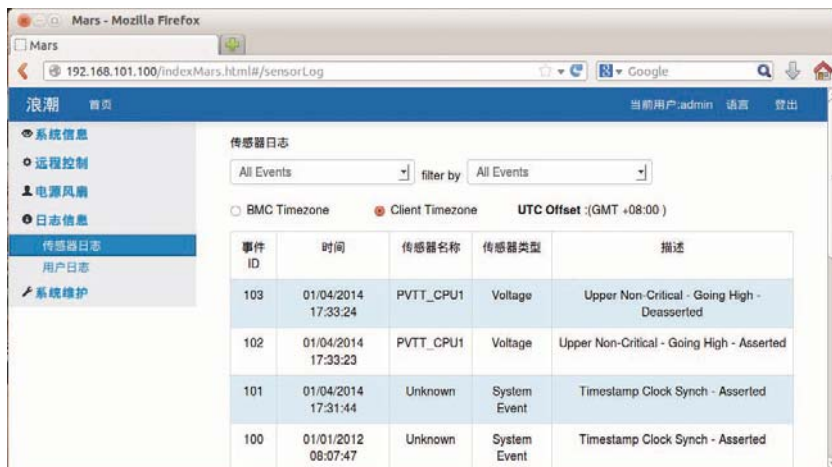 Mars - Mozilla Firefox
Mars
192.168.101.100/indexMars.html#/sensorLog
Google
浪潮 首页 当前用户:admin 语言 登出
系统信息
远程控制
电源风扇
日志信息
传感器日志
用户日志
系统维护
传感器日志
All Events filter by All Events
BMC Timezone Client Timezone UTC Offset :(GMT +08:00 )
事件 ID 时间 传感器名称 传感器类型 描述
103 01/04/2014 17:33:24 PVTT_CPU1 Voltage Upper Non-Critical - Going High - Deasserted
102 01/04/2014 17:33:23 PVTT_CPU1 Voltage Upper Non-Critical - Going High - Asserted
101 01/04/2014 17:31:44 Unknown System Event Timestamp Clock Synch - Asserted
100 01/01/2012 08:07:47 Unknown System Event Timestamp Clock Synch - Asserted